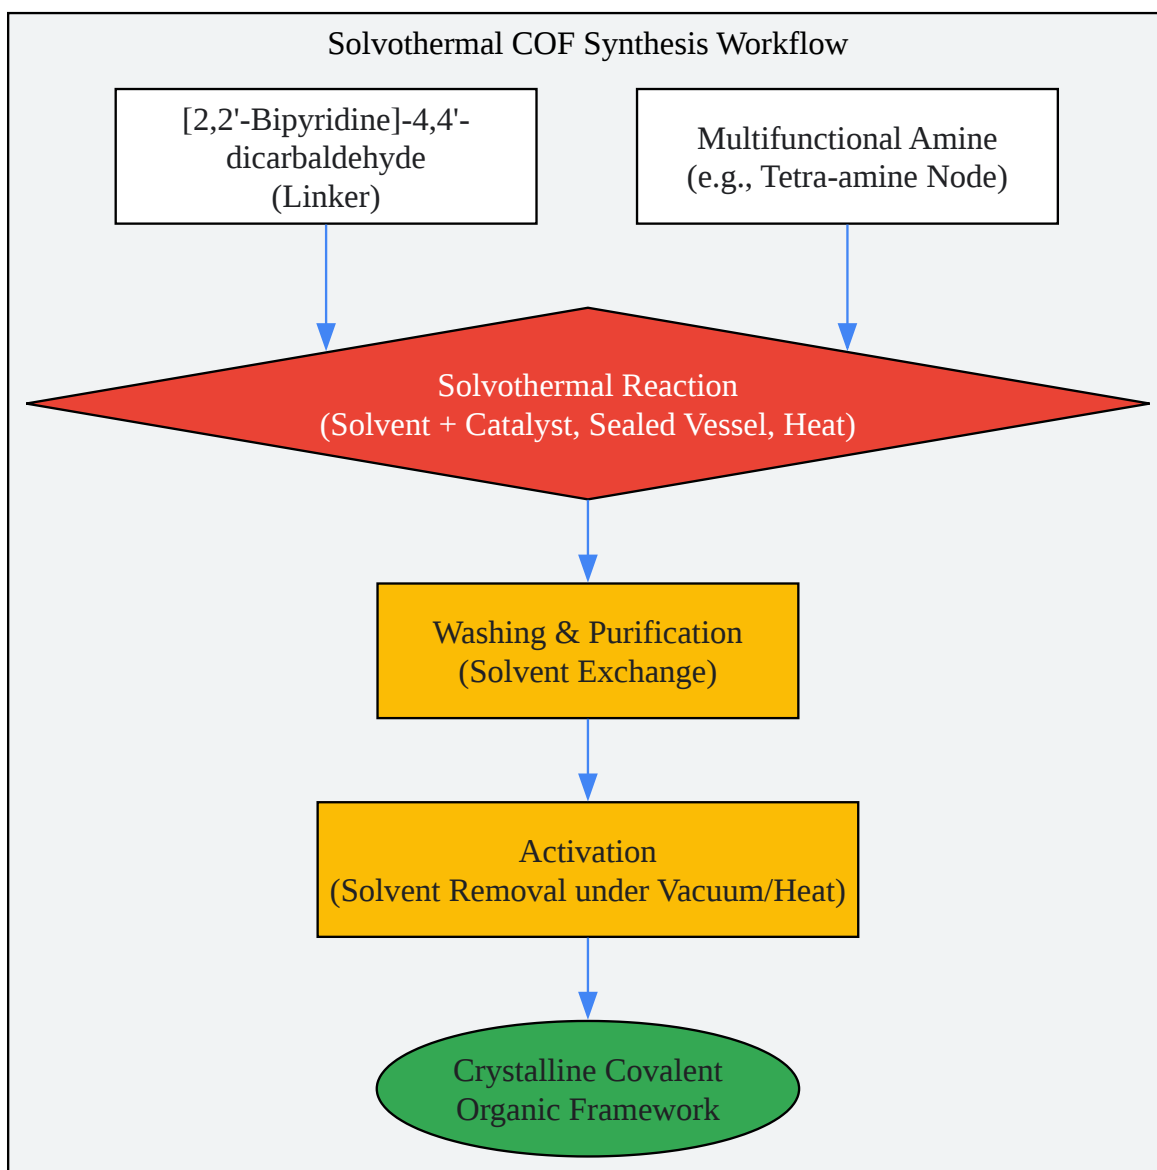 Solvothermal COF Synthesis Workflow
[2,2'-Bipyridine]-4,4'-
dicarbaldehyde
(Linker)
Multifunctional Amine
(e.g., Tetra-amine Node)
Solvothermal Reaction
(Solvent + Catalyst, Sealed Vessel, Heat)
Washing & Purification
(Solvent Exchange)
Activation
(Solvent Removal under Vacuum/Heat)
Crystalline Covalent
Organic Framework